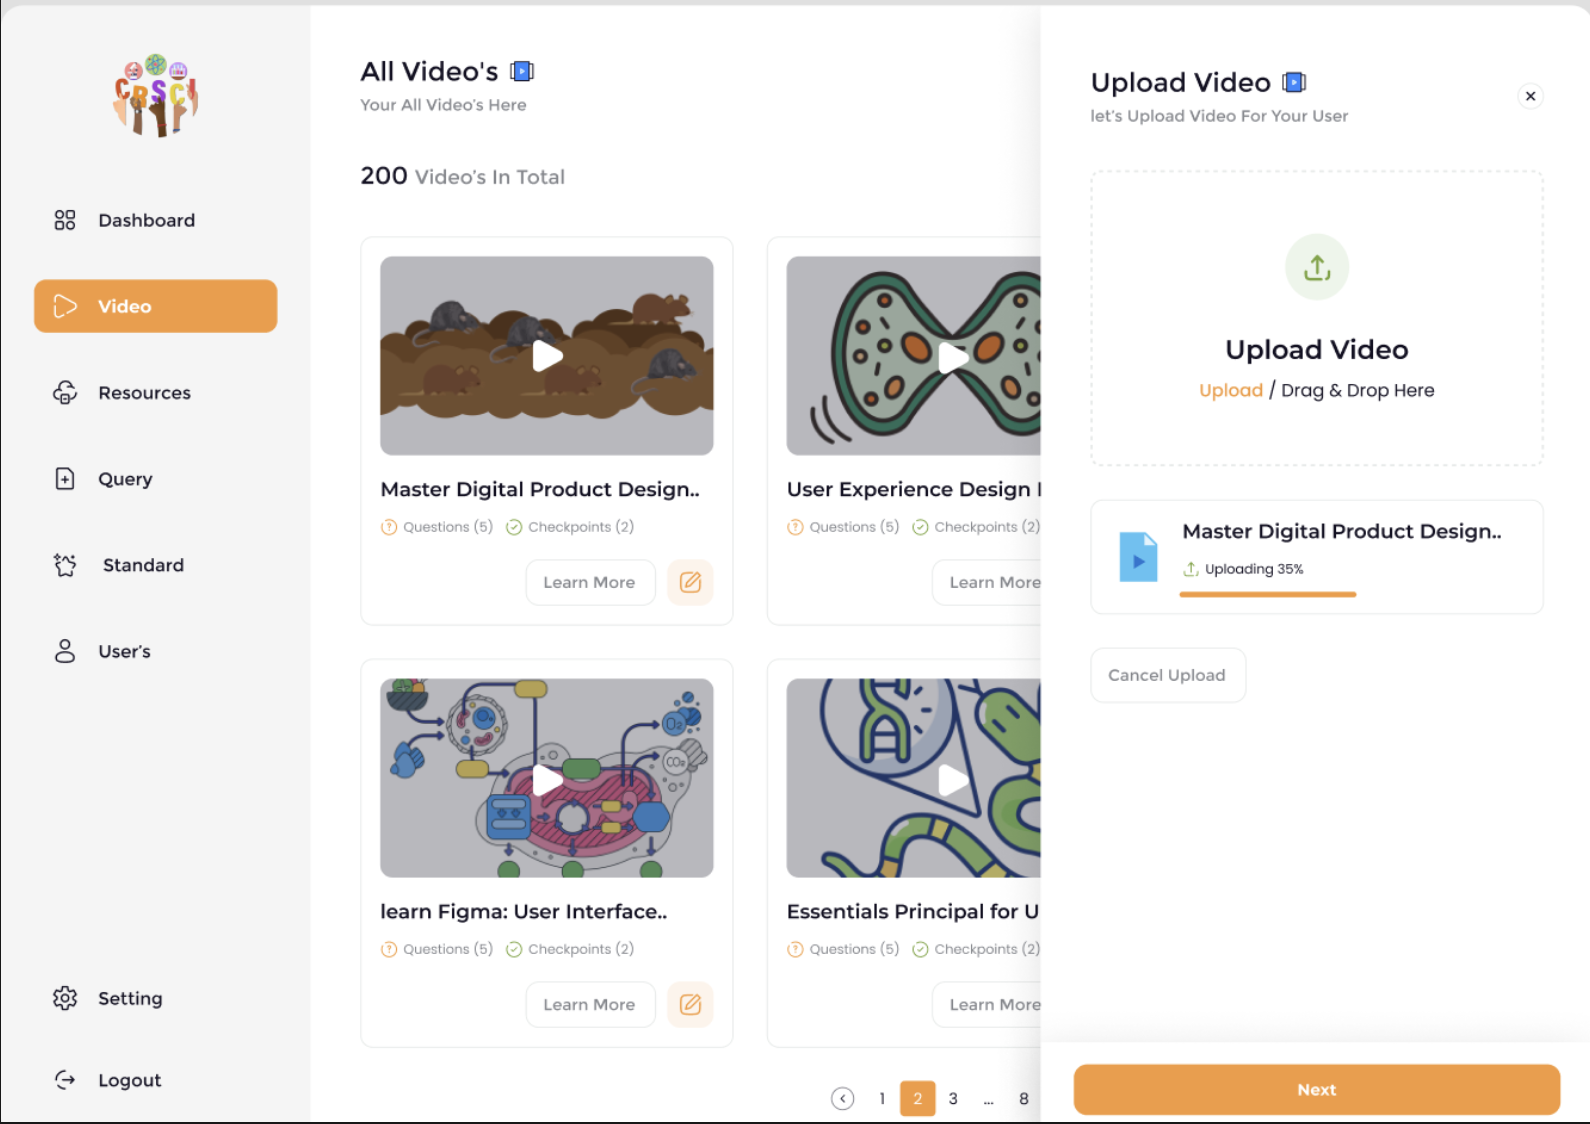 CRSCI
Dashboard
Video
Resources
Query
Standard
User's
Setting
Logout
All Video's
Your All Video's Here
200 Video's In Total
Master Digital Product Design..
Questions (5) Checkpoints (2)
Learn More
User Experience Design
Questions (5) Checkpoints (2)
Learn More
O₂
CO₂
learn Figma: User Interface..
Questions (5) Checkpoints (2)
Learn More
Essentials Principal for U
Questions (5) Checkpoints (2)
Learn More
1 2 3 ... 8
Upload Video
let's Upload Video For Your User
Upload Video
Upload / Drag & Drop Here
Master Digital Product Design..
Uploading 35%
Cancel Upload
Next